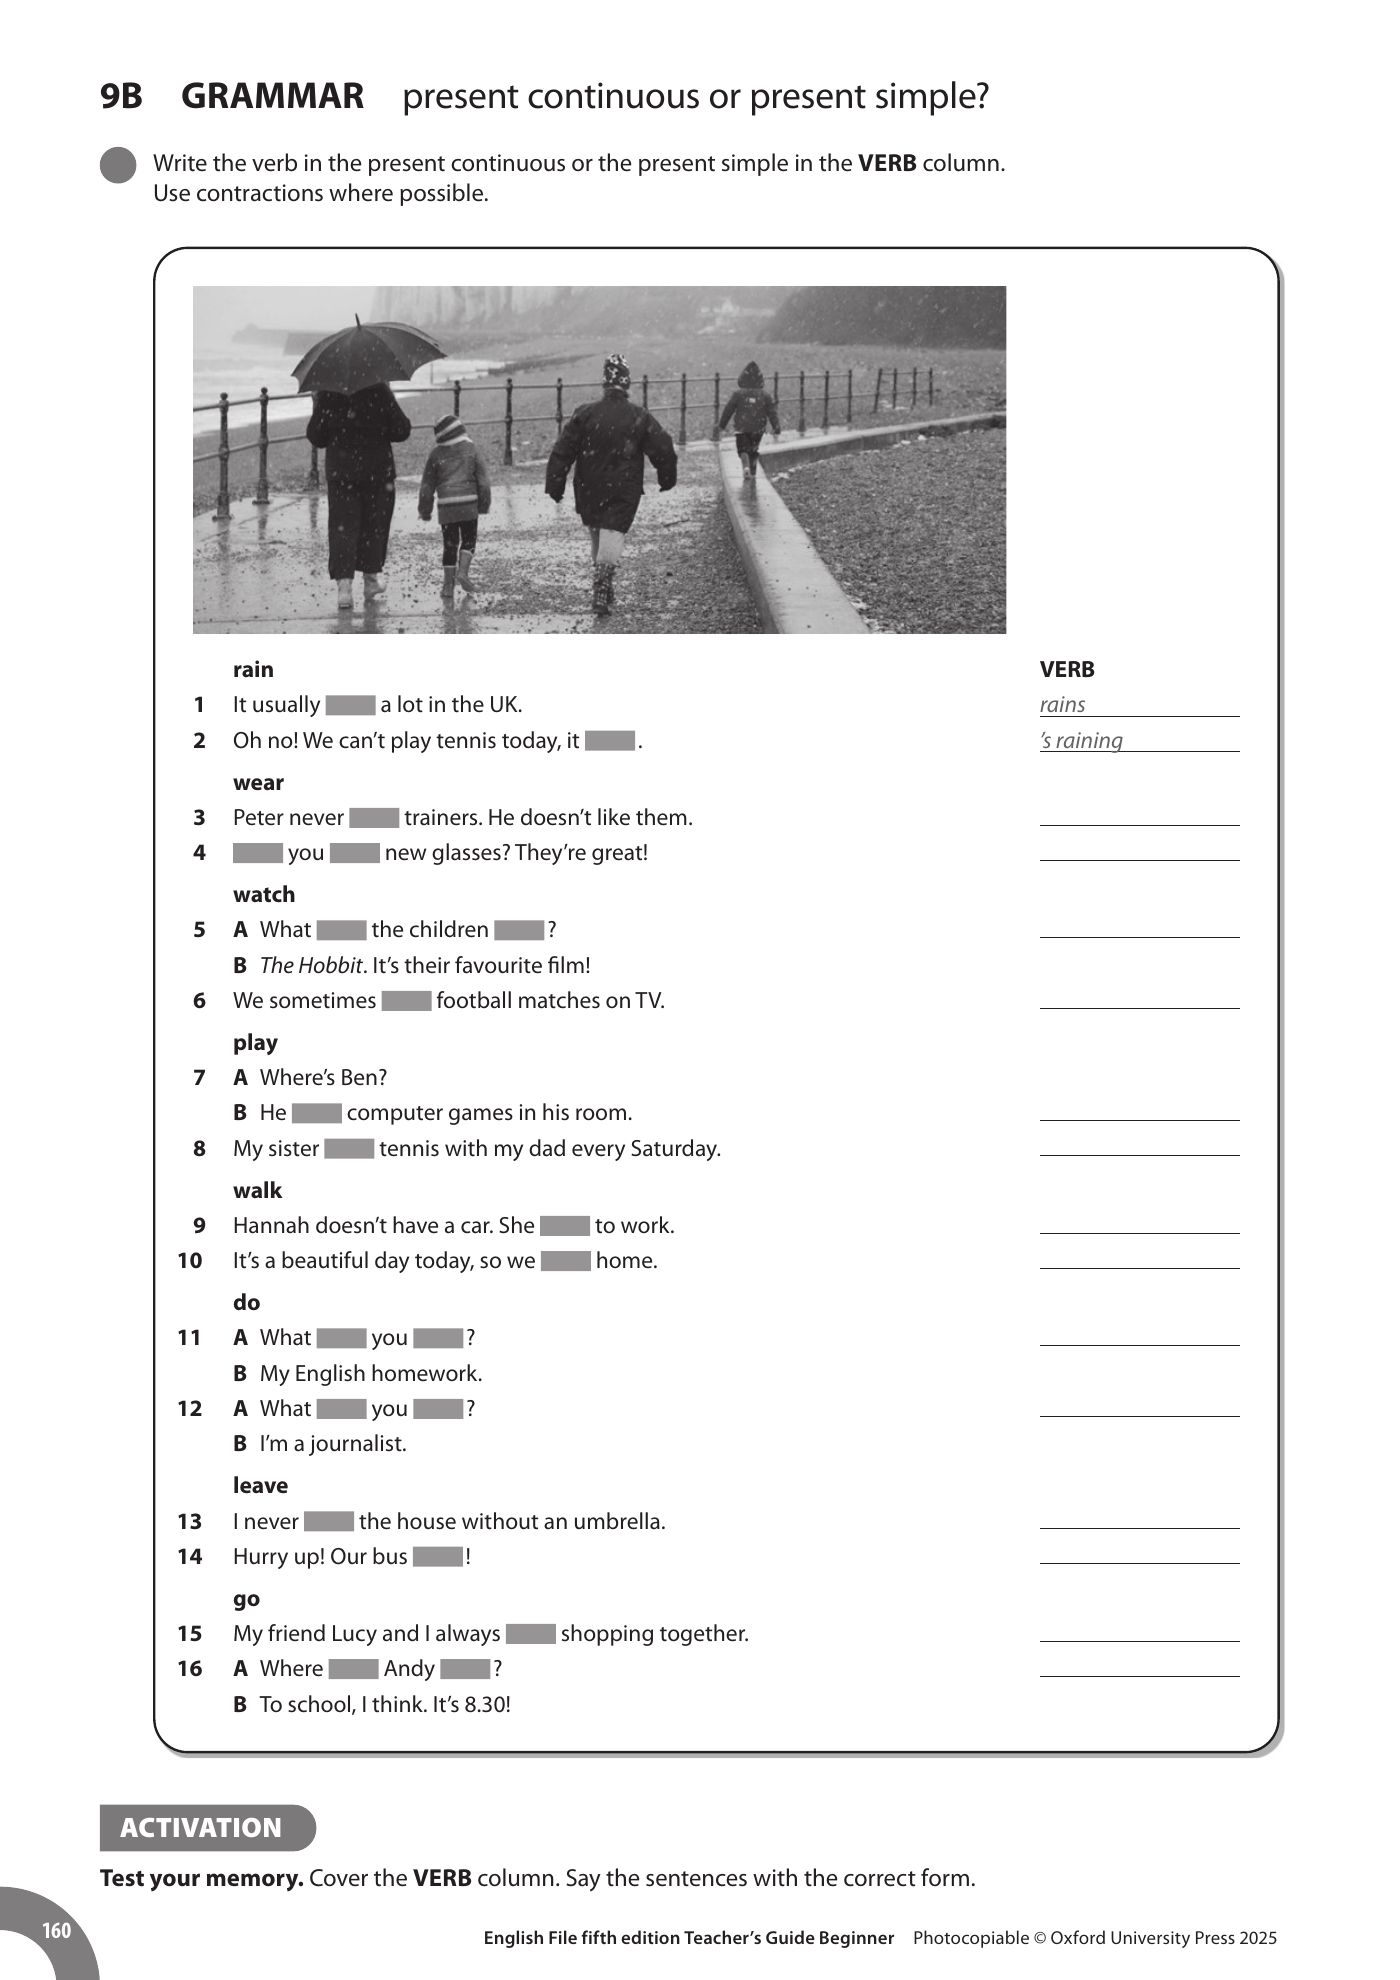 9B GRAMMAR present continuous or present simple?
Write the verb in the present continuous or the present simple in the VERB column.
Use contractions where possible.
rain VERB
1 It usually a lot in the UK. rains
2 Oh no! We can’t play tennis today, it . ’s raining
wear
3 Peter never trainers. He doesn’t like them.
4 you new glasses? They’re great!
watch
5 A What the children ?
B The Hobbit. It’s their favourite film!
6 We sometimes football matches on TV.
play
7 A Where’s Ben?
B He computer games in his room.
8 My sister tennis with my dad every Saturday.
walk
9 Hannah doesn’t have a car. She to work.
10 It’s a beautiful day today, so we home.
do
11 A What you ?
B My English homework.
12 A What you ?
B I’m a journalist.
leave
13 I never the house without an umbrella.
14 Hurry up! Our bus !
go
15 My friend Lucy and I always shopping together.
16 A Where Andy ?
B To school, I think. It’s 8.30!
ACTIVATION
Test your memory. Cover the VERB column. Say the sentences with the correct form.
160
English File fifth edition Teacher’s Guide Beginner Photocopiable © Oxford University Press 2025